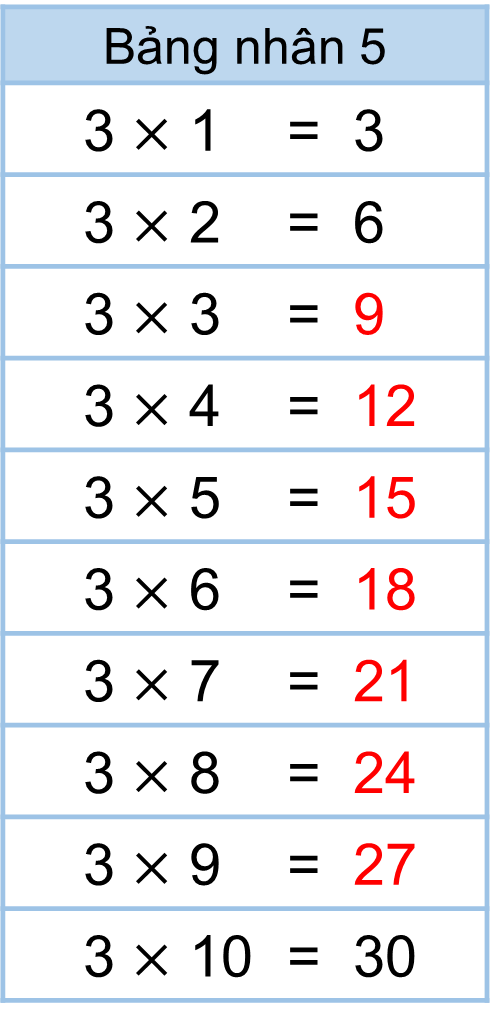 Bảng nhân 5
3 × 1 = 3
3 × 2 = 6
3 × 3 = 9
3 × 4 = 12
3 × 5 = 15
3 × 6 = 18
3 × 7 = 21
3 × 8 = 24
3 × 9 = 27
3 × 10 = 30